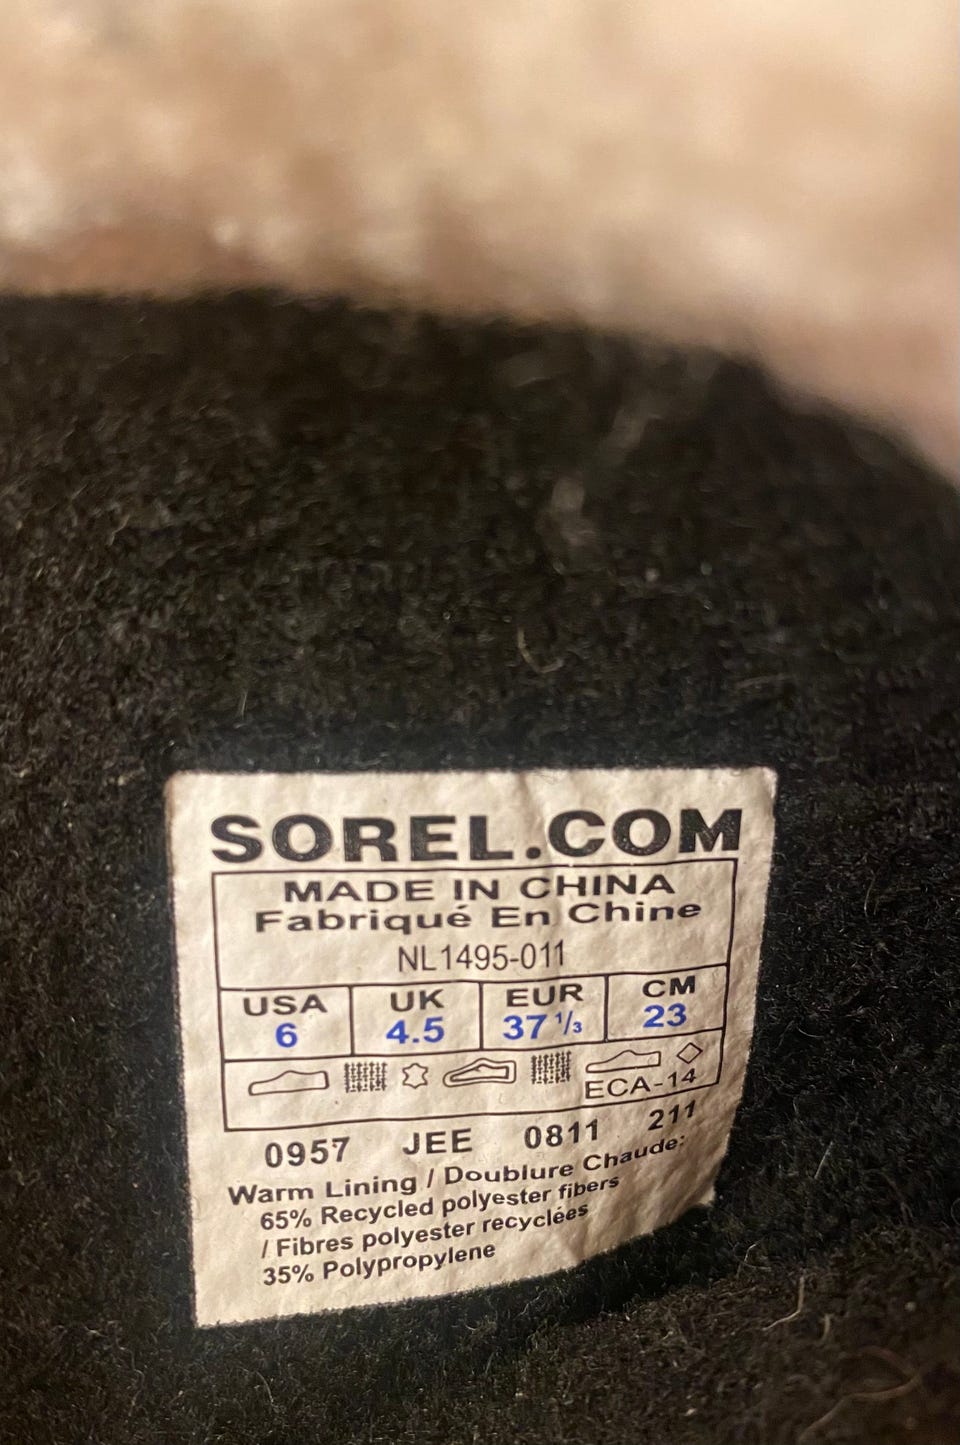 SOREL.COM
MADE IN CHINA
Fabriqué En Chine
NL1495-011
USA UK EUR CM
6 4.5 37 1/3 23
ECA-14
0957 JEE 0811 211
Warm Lining / Doublure Chaude:
65% Recycled polyester fibers
/ Fibres polyester recyclées
35% Polypropylene